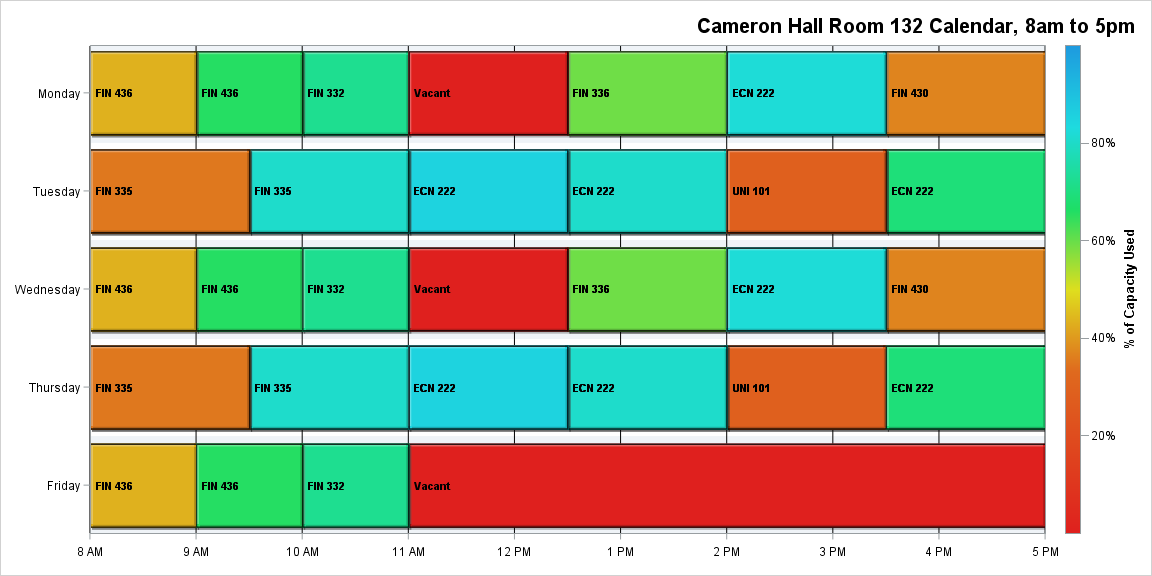 Cameron Hall Room 132 Calendar, 8am to 5pm
Monday FIN 436 FIN 436 FIN 332 Vacant FIN 336 ECN 222 FIN 430
Tuesday FIN 335 FIN 335 ECN 222 ECN 222 UNI 101 ECN 222
Wednesday FIN 436 FIN 436 FIN 332 Vacant FIN 336 ECN 222 FIN 430
Thursday FIN 335 FIN 335 ECN 222 ECN 222 UNI 101 ECN 222
Friday FIN 436 FIN 436 FIN 332 Vacant
8 AM 9 AM 10 AM 11 AM 12 PM 1 PM 2 PM 3 PM 4 PM 5 PM
80%
60%
40%
20%
% of Capacity Used